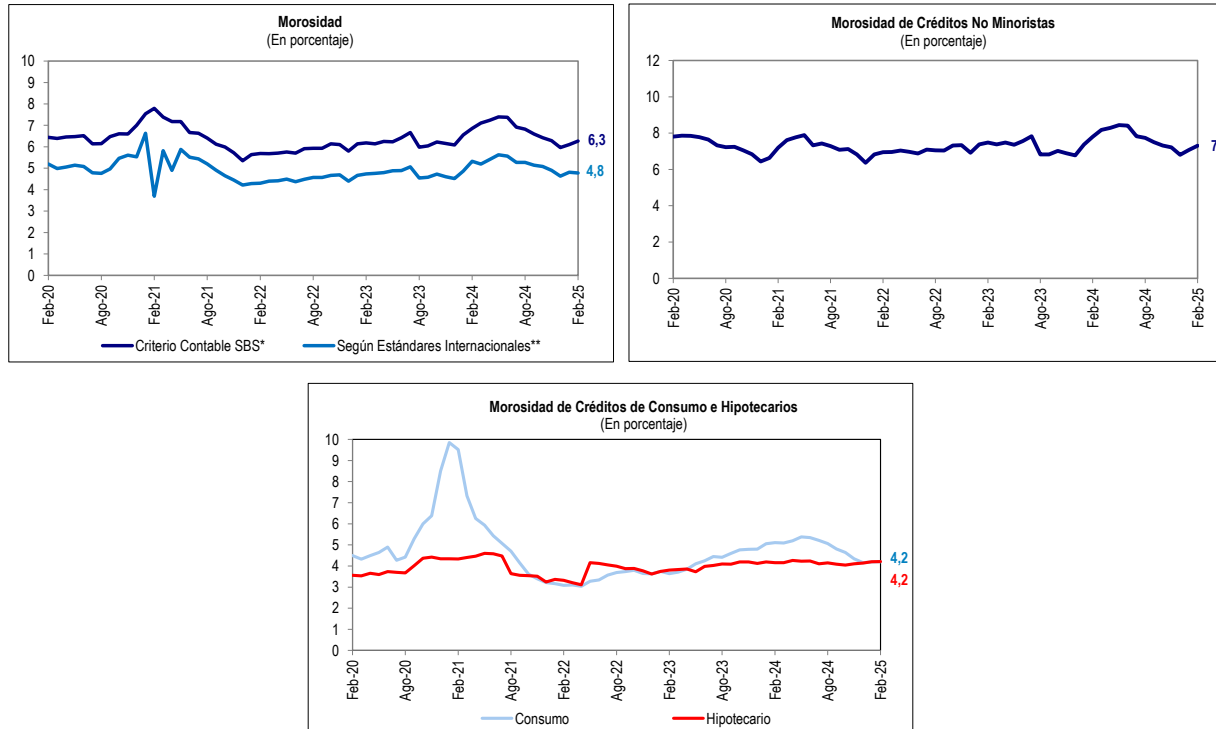 Morosidad
(En porcentaje)
10
9
8
7
6
5
4
3
2
1
0
6,3
4,8
Feb-20
Ago-20
Feb-21
Ago-21
Feb-22
Ago-22
Feb-23
Ago-23
Feb-24
Ago-24
Feb-25
Criterio Contable SBS*
Según Estándares Internacionales**
Morosidad de Créditos No Minoristas
(En porcentaje)
12
10
8
6
4
2
0
7
Feb-20
Ago-20
Feb-21
Ago-21
Feb-22
Ago-22
Feb-23
Ago-23
Feb-24
Ago-24
Feb-25
Morosidad de Créditos de Consumo e Hipotecarios
(En porcentaje)
10
9
8
7
6
5
4
3
2
1
0
4,2
4,2
Feb-20
Ago-20
Feb-21
Ago-21
Feb-22
Ago-22
Feb-23
Ago-23
Feb-24
Ago-24
Feb-25
Consumo
Hipotecario